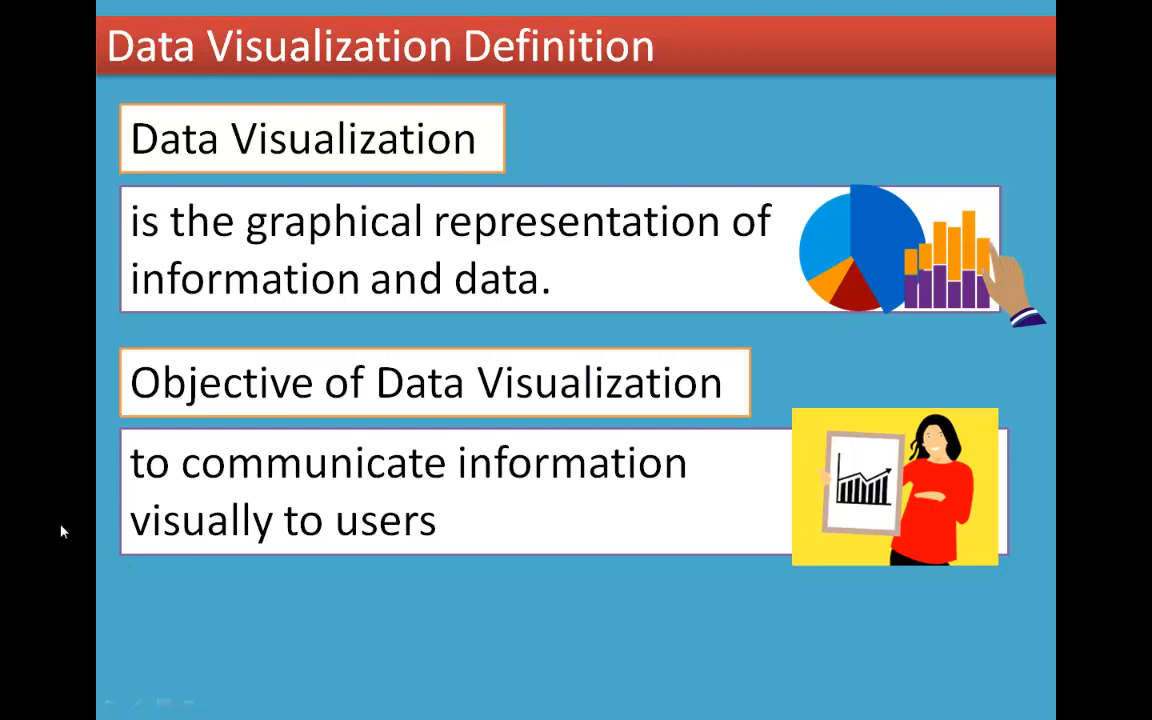 Data Visualization Definition
Data Visualization
is the graphical representation of
information and data.
Objective of Data Visualization
to communicate information
visually to users